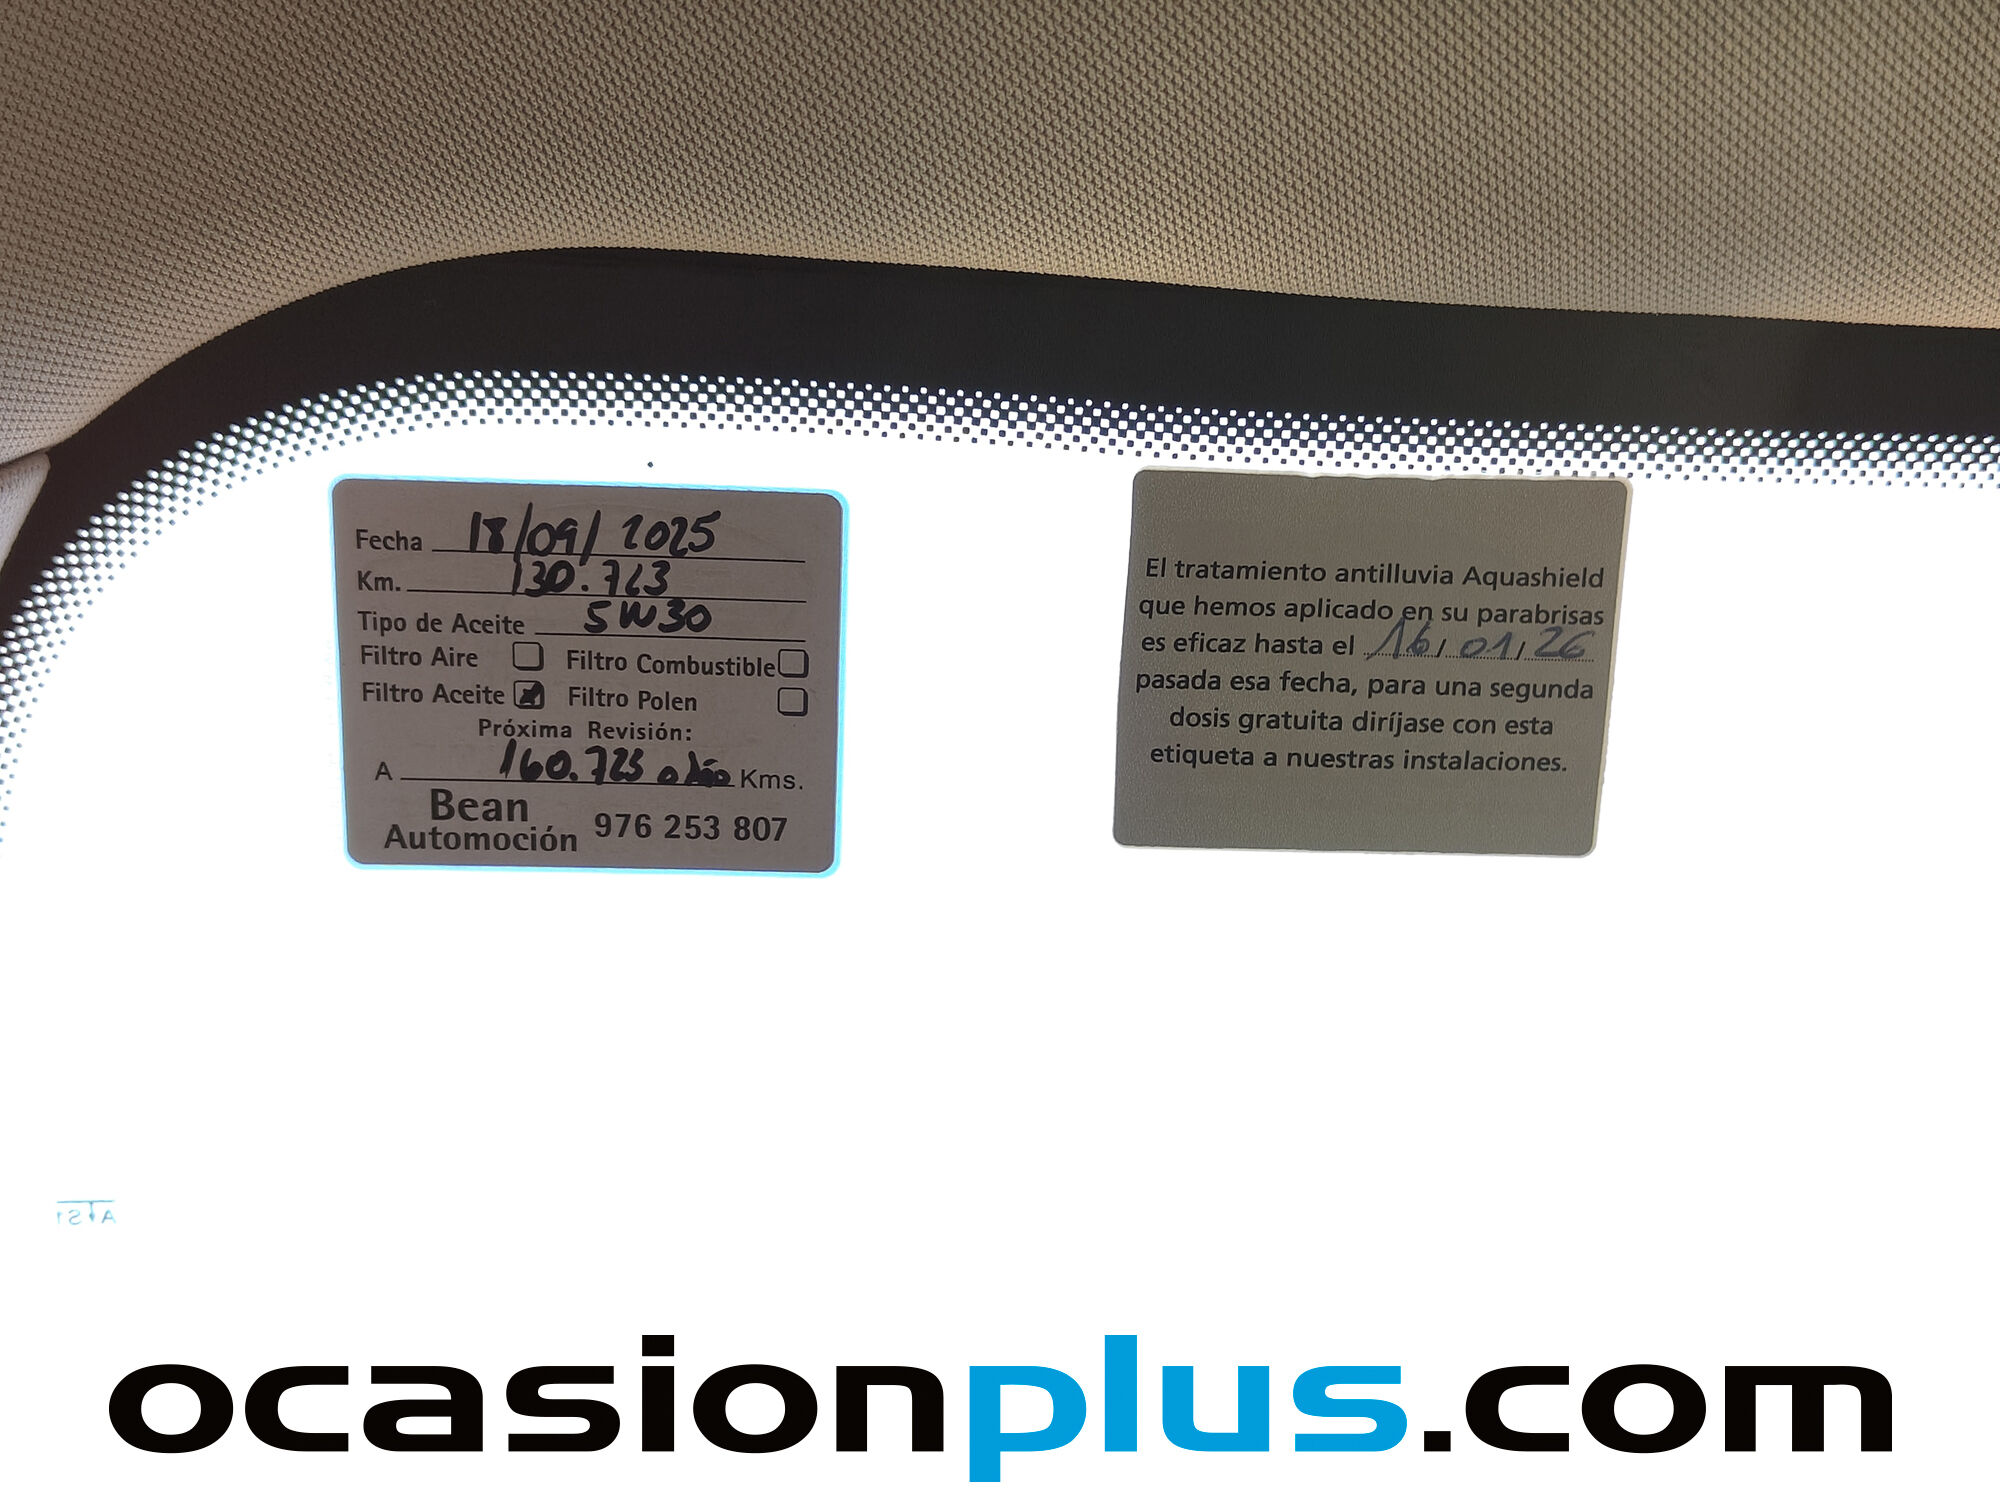 Fecha 18/09/2025
Km. 130.723
Tipo de Aceite 5W30
Filtro Aire Filtro Combustible
Filtro Aceite Filtro Polen
Próxima Revisión:
A 160.723 Kms.
Bean
Automoción 976 253 807
El tratamiento antilluvia Aquashield
que hemos aplicado en su parabrisas
es eficaz hasta el 16/01/26
pasada esa fecha, para una segunda
dosis gratuita diríjase con esta
etiqueta a nuestras instalaciones.
ocasionplus.com